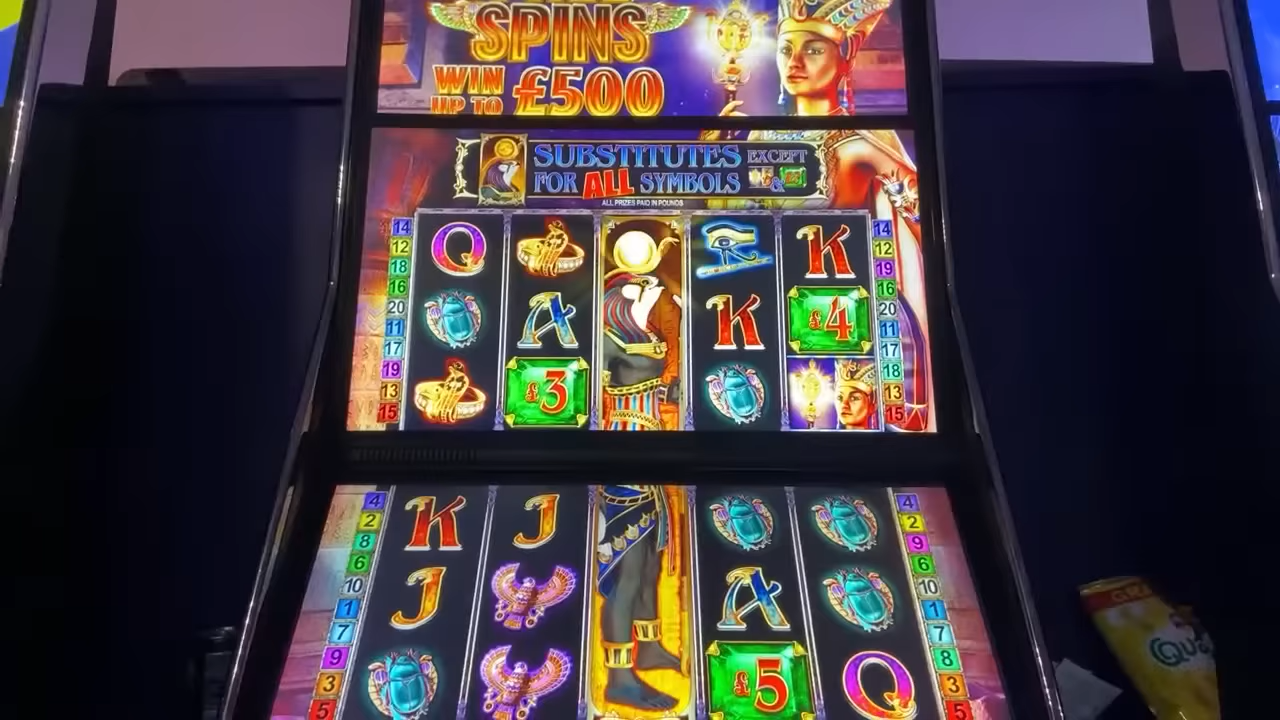 SPINS
WIN
UP TO £500
SUBSTITUTES EXCEPT
FOR ALL SYMBOLS &
ALL PRIZES PAID IN POUNDS
14 Q K 14
12 12
18 19
16 £4 16
20 A K 20
11 11
17 17
19 £3 18
13 13
15 15
4 K J 4
2 2
8 9
6 6
10 J A 10
1 1
7 7
9 £5 Q 8
3 3
5 5